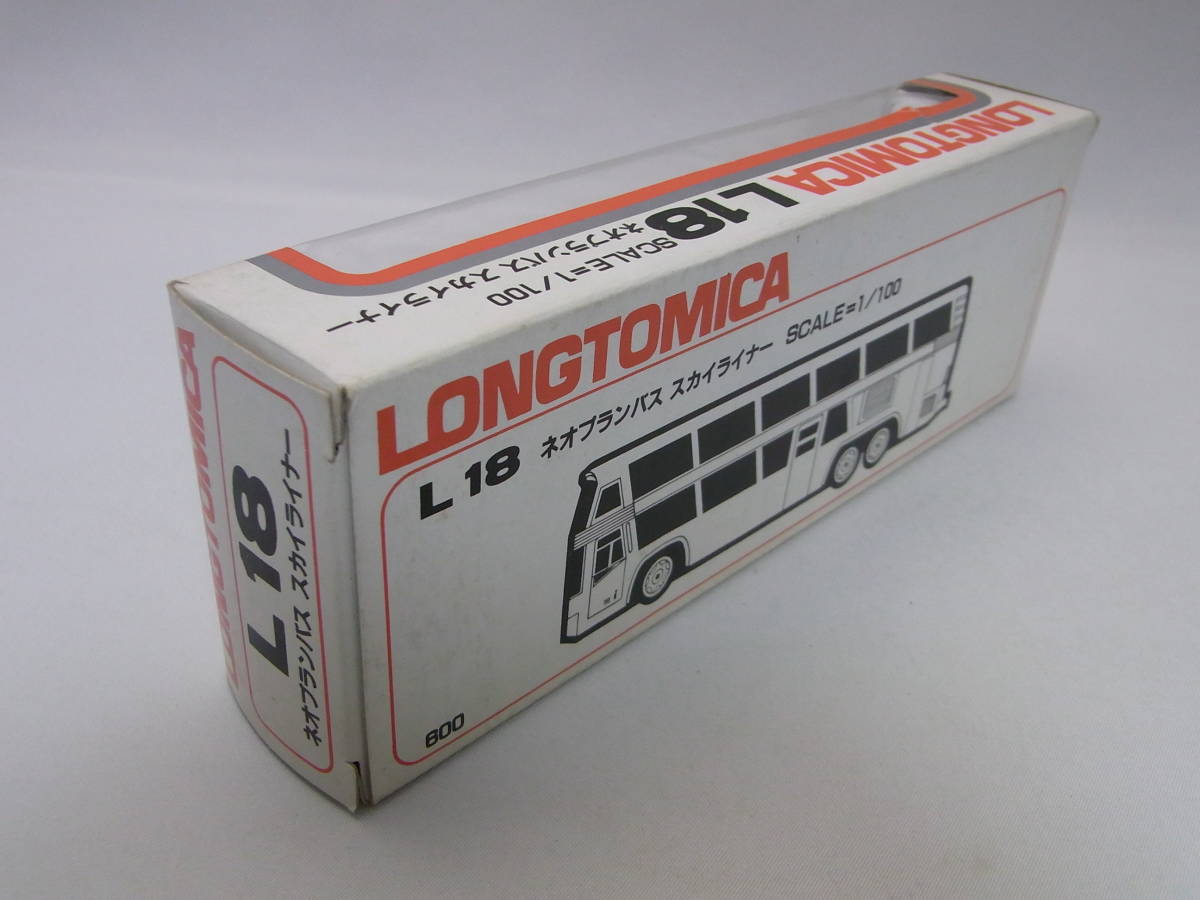 LONGTOMICA L18
SCALE=1/100
ネオプランバス スカイライナー
LONGTOMICA
L 18 ネオプランバス スカイライナー SCALE=1/100
600
LONGTOMICA
L 18
ネオプランバス スカイライナー